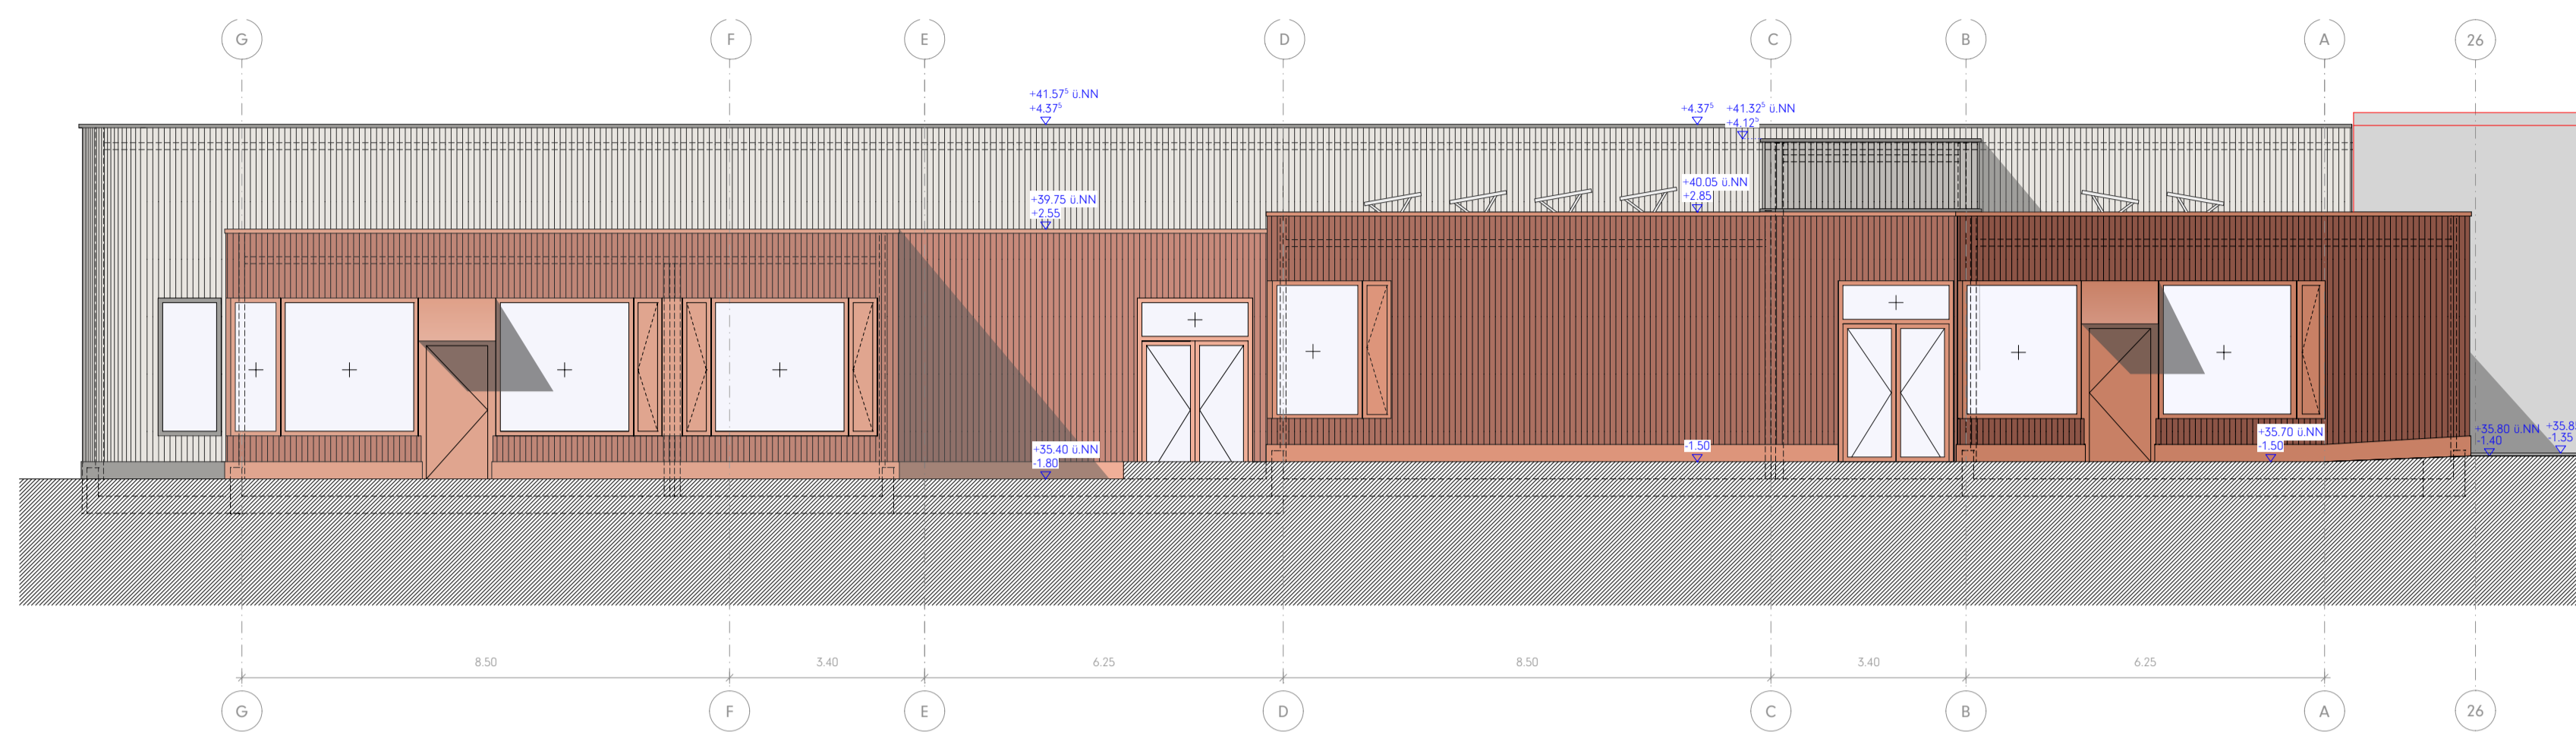 G F E D C B A 26
+41.57⁵ ü.NN
+4.37⁵
+4.37⁵ +41.32⁵ ü.NN
+4.12⁵
+39.75 ü.NN
+2.55
+40.05 ü.NN
+2.85
+35.40 ü.NN
-1.80
-1.50
+35.70 ü.NN
-1.50
+35.80 ü.NN
-1.40
+35.8
-1.35
8.50 3.40 6.25 8.50 3.40 6.25
G F E D C B A 26